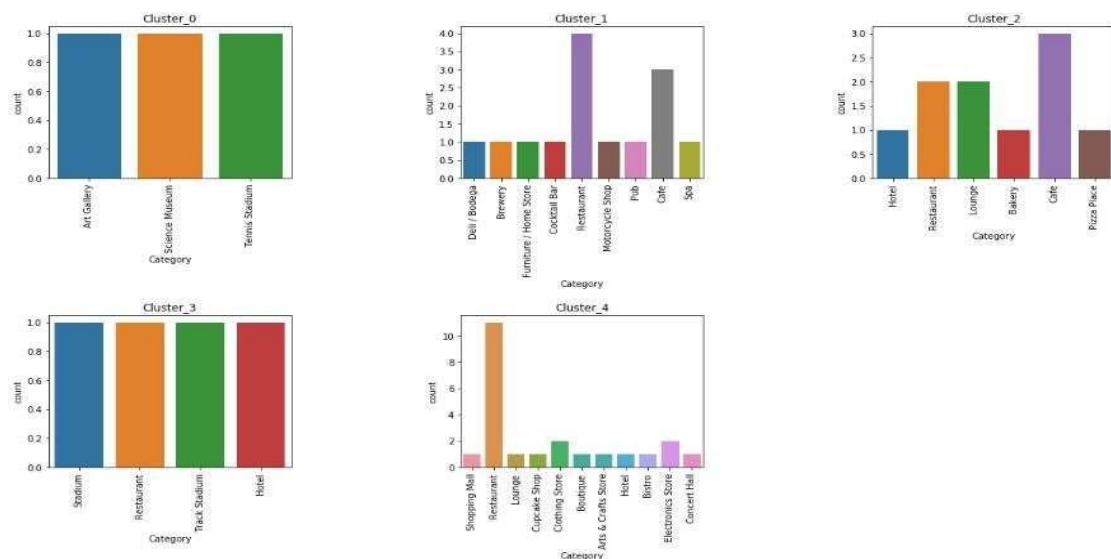 Cluster_0
count
1.0
0.8
0.6
0.4
0.2
0.0
Art Gallery
Science Museum
Tennis Stadium
Category
Cluster_1
count
4.0
3.5
3.0
2.5
2.0
1.5
1.0
0.5
0.0
Deli / Bodega
Brewery
Furniture / Home Store
Cocktail Bar
Restaurant
Motorcycle Shop
Pub
Cafe
Spa
Category
Cluster_2
count
3.0
2.5
2.0
1.5
1.0
0.5
0.0
Hotel
Restaurant
Lounge
Bakery
Cafe
Pizza Place
Category
Cluster_3
count
1.0
0.8
0.6
0.4
0.2
0.0
Stadium
Restaurant
Track Stadium
Hotel
Category
Cluster_4
count
10
8
6
4
2
0
Shopping Mall
Restaurant
Lounge
Cupcake Shop
Clothing Store
Boutique
Arts & Crafts Store
Hotel
Bistro
Electronics Store
Concert Hall
Category